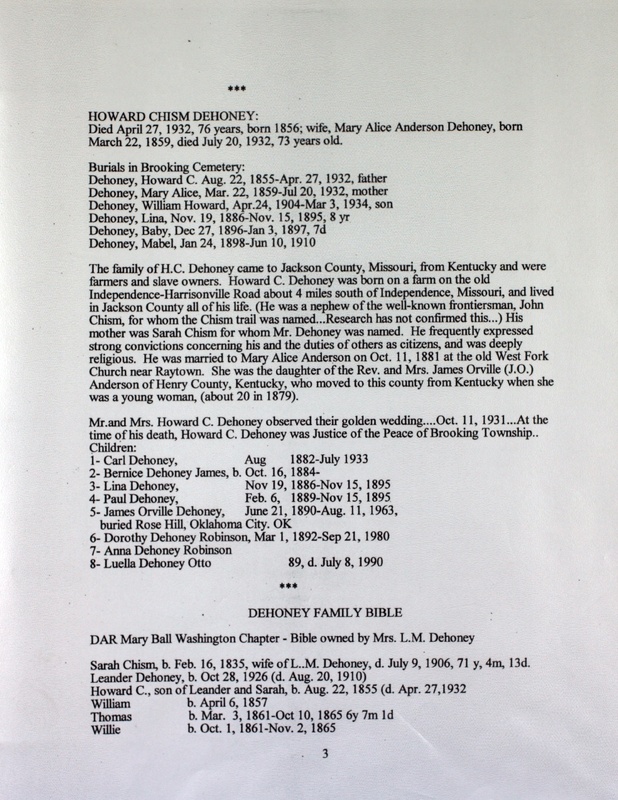 ***
HOWARD CHISM DEHONEY:
Died April 27, 1932, 76 years, born 1856; wife, Mary Alice Anderson Dehoney, born
March 22, 1859, died July 20, 1932, 73 years old.
Burials in Brooking Cemetery:
Dehoney, Howard C. Aug. 22, 1855-Apr. 27, 1932, father
Dehoney, Mary Alice, Mar. 22, 1859-Jul 20, 1932, mother
Dehoney, William Howard, Apr.24, 1904-Mar 3, 1934, son
Dehoney, Lina, Nov. 19, 1886-Nov. 15, 1895, 8 yr
Dehoney, Baby, Dec 27, 1896-Jan 3, 1897, 7d
Dehoney, Mabel, Jan 24, 1898-Jun 10, 1910
The family of H.C. Dehoney came to Jackson County, Missouri, from Kentucky and were
farmers and slave owners. Howard C. Dehoney was born on a farm on the old
Independence-Harrisonville Road about 4 miles south of Independence, Missouri, and lived
in Jackson County all of his life. (He was a nephew of the well-known frontiersman, John
Chism, for whom the Chism trail was named...Research has not confirmed this...) His
mother was Sarah Chism for whom Mr. Dehoney was named. He frequently expressed
strong convictions concerning his and the duties of others as citizens, and was deeply
religious. He was married to Mary Alice Anderson on Oct. 11, 1881 at the old West Fork
Church near Raytown. She was the daughter of the Rev. and Mrs. James Orville (J.O.)
Anderson of Henry County, Kentucky, who moved to this county from Kentucky when she
was a young woman, (about 20 in 1879).
Mr.and Mrs. Howard C. Dehoney observed their golden wedding....Oct. 11, 1931...At the
time of his death, Howard C. Dehoney was Justice of the Peace of Brooking Township..
Children:
1- Carl Dehoney, Aug 1882-July 1933
2- Bernice Dehoney James, b. Oct. 16, 1884-
3- Lina Dehoney, Nov 19, 1886-Nov 15, 1895
4- Paul Dehoney, Feb. 6, 1889-Nov 15, 1895
5- James Orville Dehoney, June 21, 1890-Aug. 11, 1963,
buried Rose Hill, Oklahoma City. OK
6- Dorothy Dehoney Robinson, Mar 1, 1892-Sep 21, 1980
7- Anna Dehoney Robinson
8- Luella Dehoney Otto 89, d. July 8, 1990
***
DEHONEY FAMILY BIBLE
DAR Mary Ball Washington Chapter - Bible owned by Mrs. L.M. Dehoney
Sarah Chism, b. Feb. 16, 1835, wife of L..M. Dehoney, d. July 9, 1906, 71 y, 4m, 13d.
Leander Dehoney, b. Oct 28, 1926 (d. Aug. 20, 1910)
Howard C., son of Leander and Sarah, b. Aug. 22, 1855 (d. Apr. 27,1932
William b. April 6, 1857
Thomas b. Mar. 3, 1861-Oct 10, 1865 6y 7m 1d
Willie b. Oct. 1, 1861-Nov. 2, 1865
3